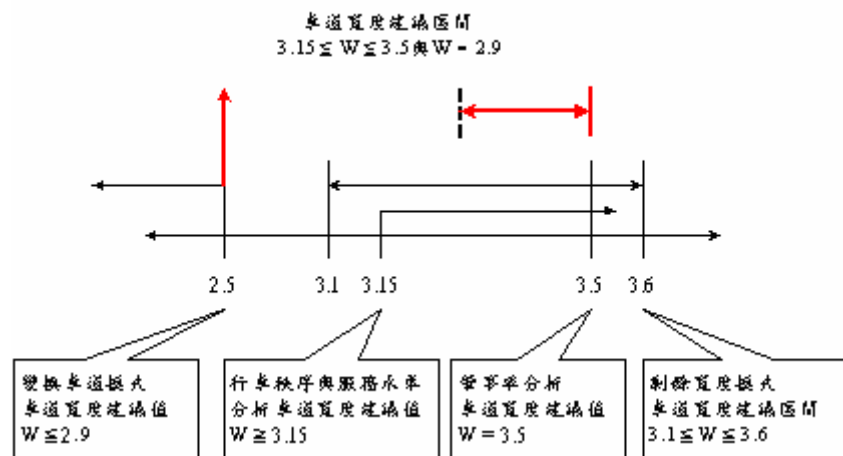 車道寬度建議區間
3.15≦W≦3.5與W=2.9
2.5
3.1
3.15
3.5
3.6
變換車道模式
車道寬度建議值
W≦2.9
行車秩序與服務水準
分析車道寬度建議值
W≧3.15
肇事率分析
車道寬度建議值
W=3.5
剩餘寬度模式
車道寬度建議區間
3.1≦W≦3.6